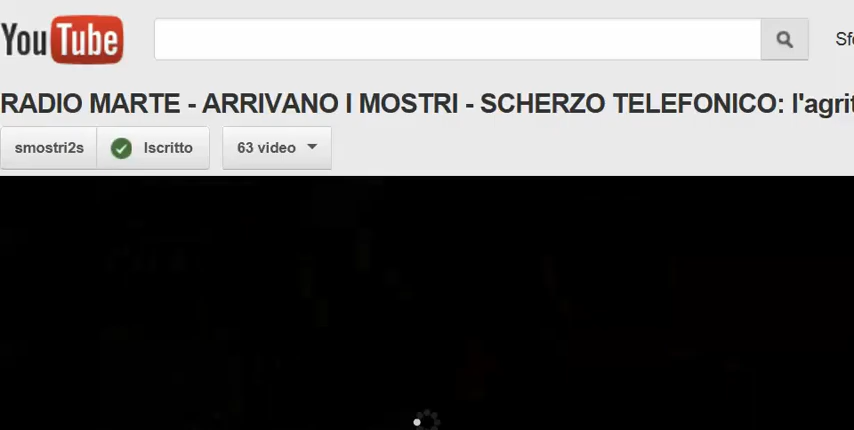 YouTube
Sf
RADIO MARTE - ARRIVANO I MOSTRI - SCHERZO TELEFONICO: l'agrit
smostri2s Iscritto 63 video